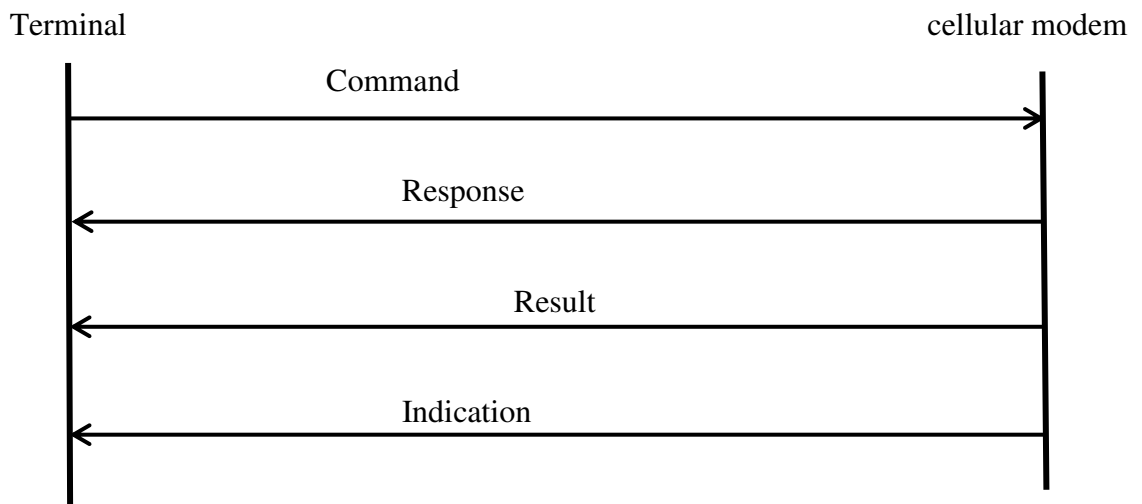 Terminal
cellular modem
Command
Response
Result
Indication